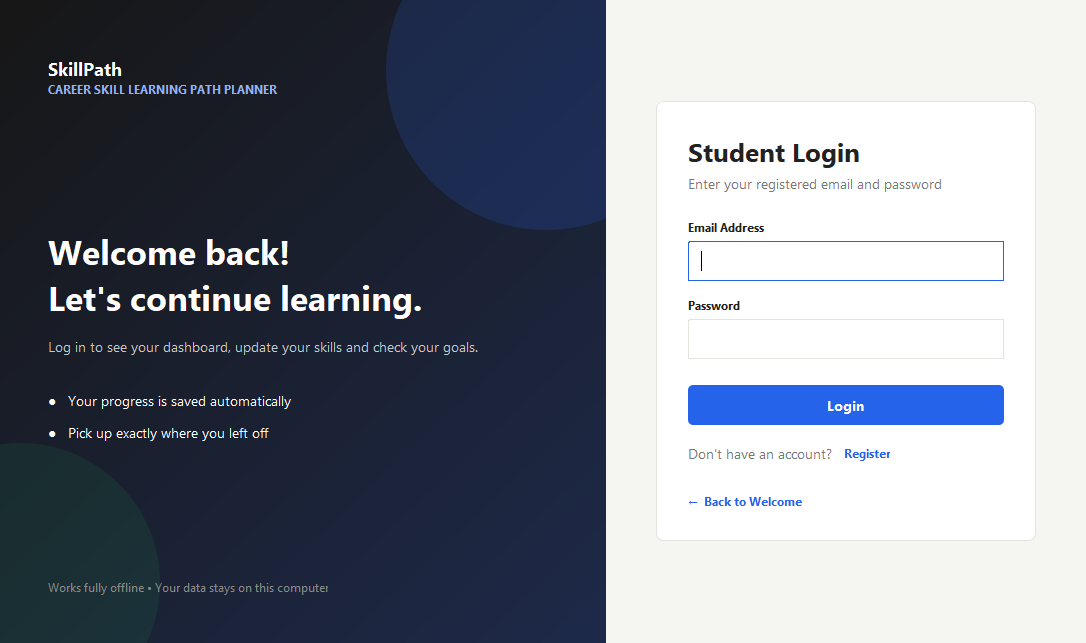 SkillPath
CAREER SKILL LEARNING PATH PLANNER
Welcome back!
Let's continue learning.
Log in to see your dashboard, update your skills and check your goals.
● Your progress is saved automatically
● Pick up exactly where you left off
Works fully offline • Your data stays on this computer
Student Login
Enter your registered email and password
Email Address
Password
Login
Don't have an account? Register
← Back to Welcome